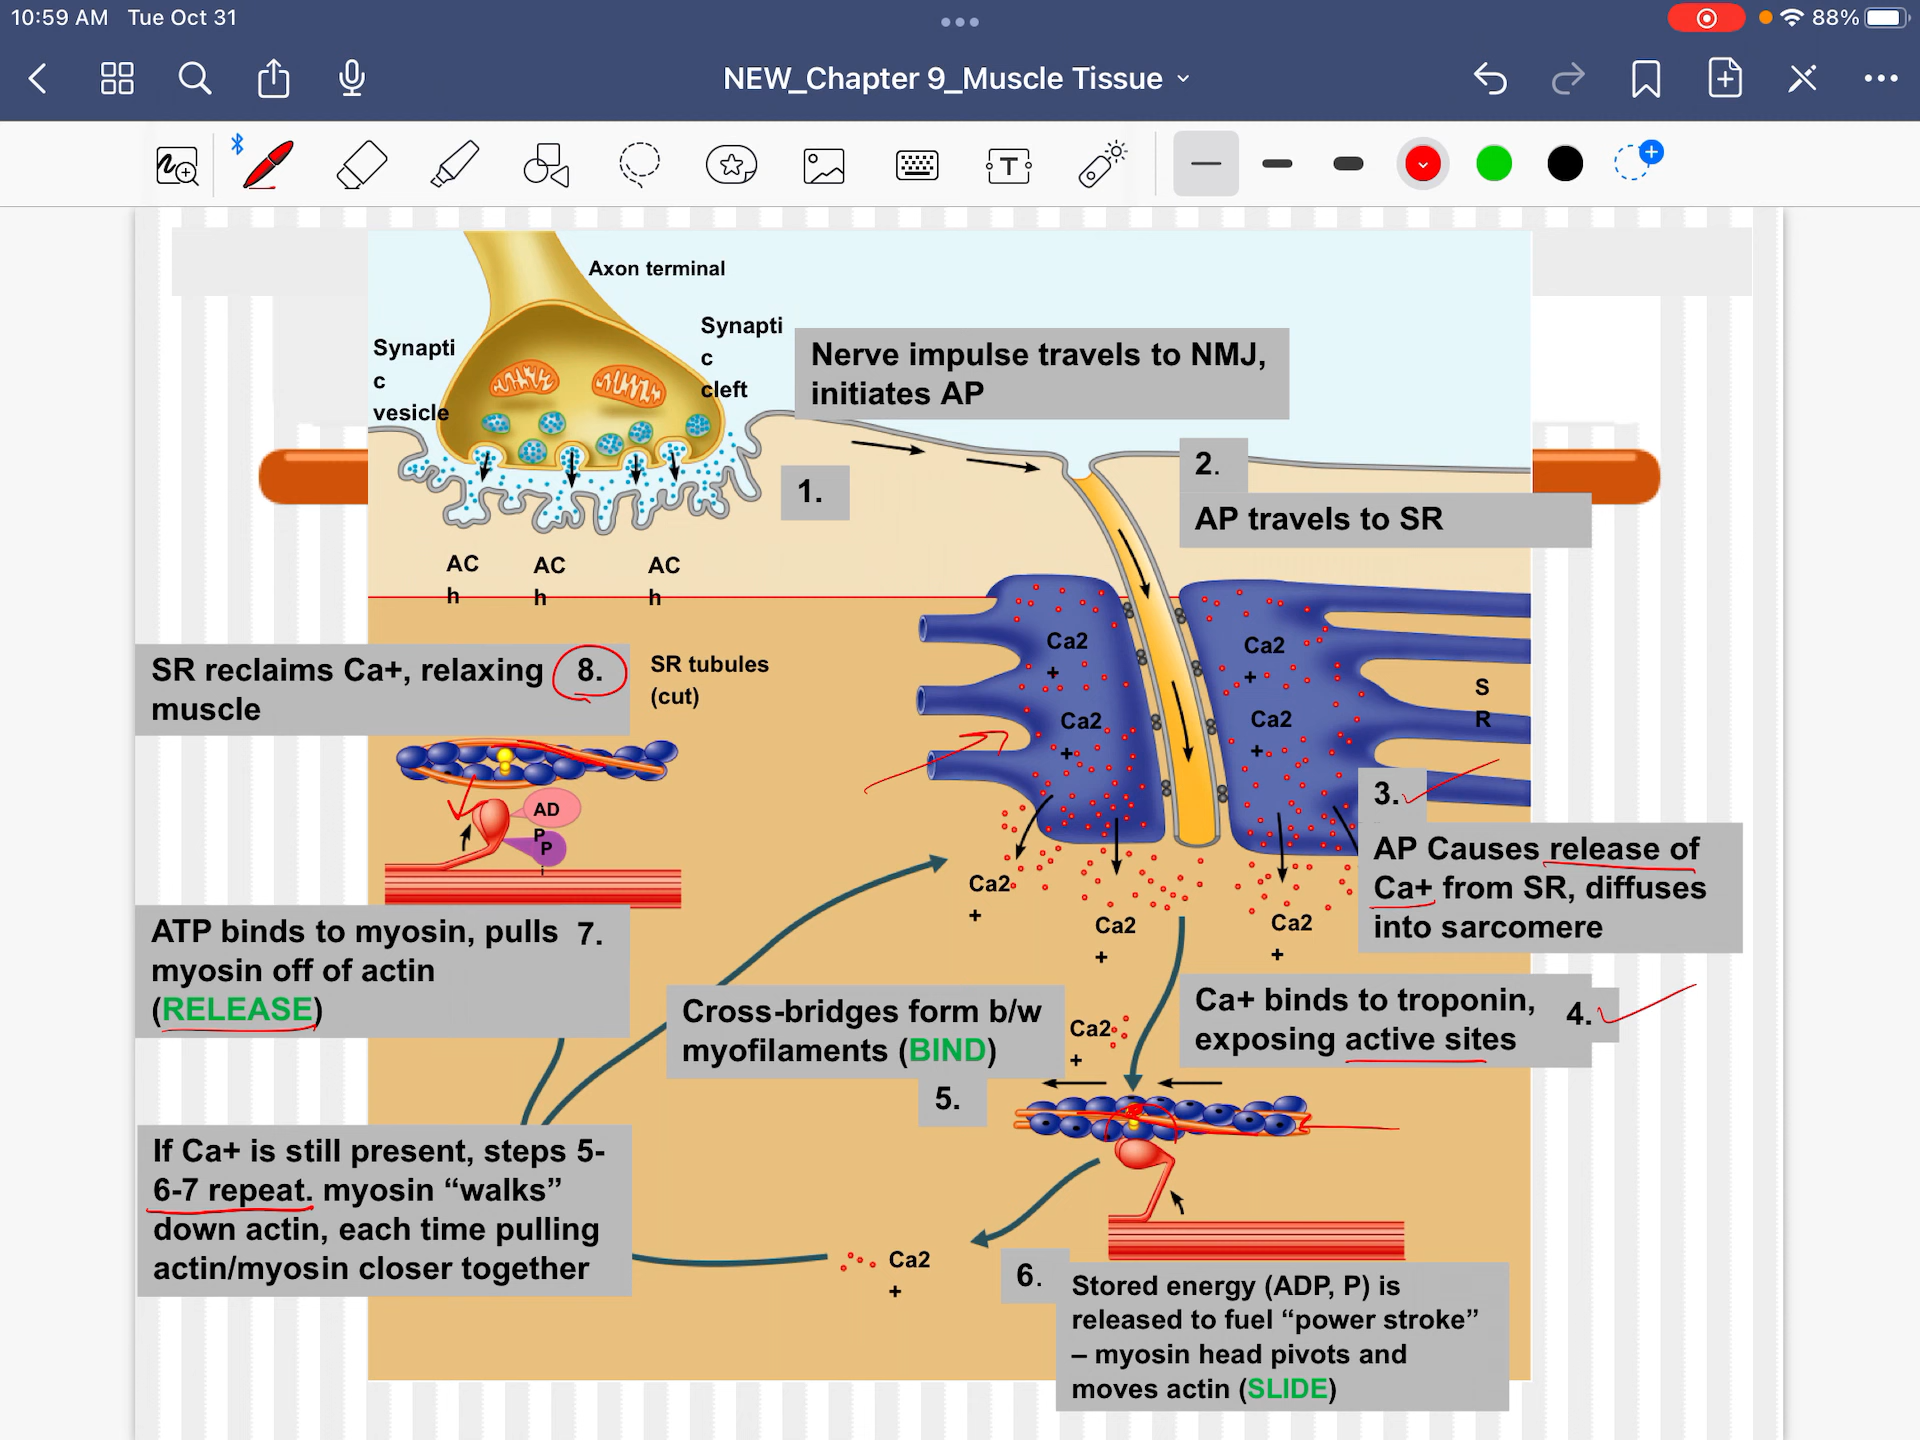 10:59 AM Tue Oct 31
88%
NEW_Chapter 9_Muscle Tissue
T
Axon terminal
Synapti
c
vesicle
Synapti
c
cleft
Nerve impulse travels to NMJ,
initiates AP
1.
2.
AP travels to SR
AC
h
AC
h
AC
h
SR reclaims Ca+, relaxing
muscle
8.
SR tubules
(cut)
Ca2
+
Ca2
+
Ca2
+
Ca2
+
S
R
AD
P
P
i
3.
AP Causes release of
Ca+ from SR, diffuses
into sarcomere
Ca2
+
Ca2
+
Ca2
+
ATP binds to myosin, pulls
myosin off of actin
(RELEASE)
7.
Cross-bridges form b/w
myofilaments (BIND)
5.
Ca2
+
Ca+ binds to troponin,
exposing active sites
4.
If Ca+ is still present, steps 5-
6-7 repeat. myosin “walks”
down actin, each time pulling
actin/myosin closer together
Ca2
+
6.
Stored energy (ADP, P) is
released to fuel “power stroke”
– myosin head pivots and
moves actin (SLIDE)